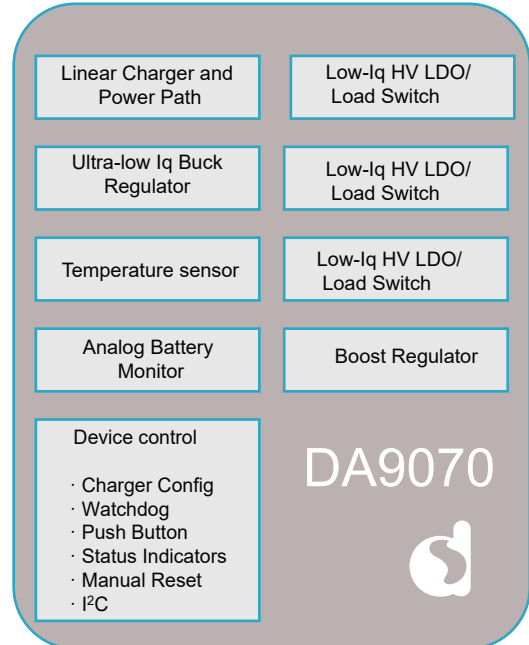 Linear Charger and
Power Path
Low-Iq HV LDO/
Load Switch
Ultra-low Iq Buck
Regulator
Low-Iq HV LDO/
Load Switch
Temperature sensor
Low-Iq HV LDO/
Load Switch
Analog Battery
Monitor
Boost Regulator
Device control
· Charger Config
· Watchdog
· Push Button
· Status Indicators
· Manual Reset
· I²C
DA9070